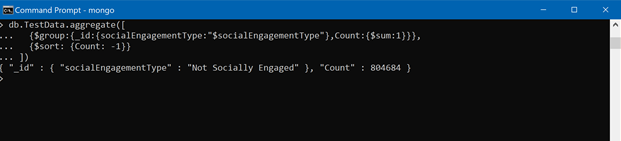 Command Prompt - mongo
> db.TestData.aggregate([
...   {$group:{_id:{socialEngagementType:"$socialEngagementType"},Count:{$sum:1}}},
...   {$sort: {Count: -1}}
... ])
{ "_id" : { "socialEngagementType" : "Not Socially Engaged" }, "Count" : 804684 }
>